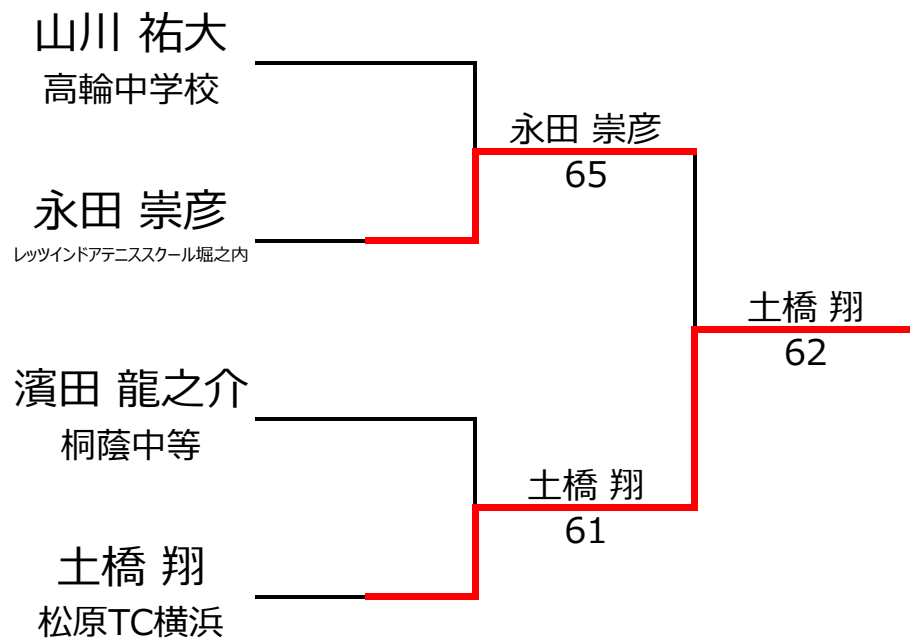 山川 祐大
高輪中学校
永田 崇彦
65
永田 崇彦
レッツインドアテニススクール堀之内
土橋 翔
62
濱田 龍之介
桐蔭中等
土橋 翔
61
土橋 翔
松原TC横浜